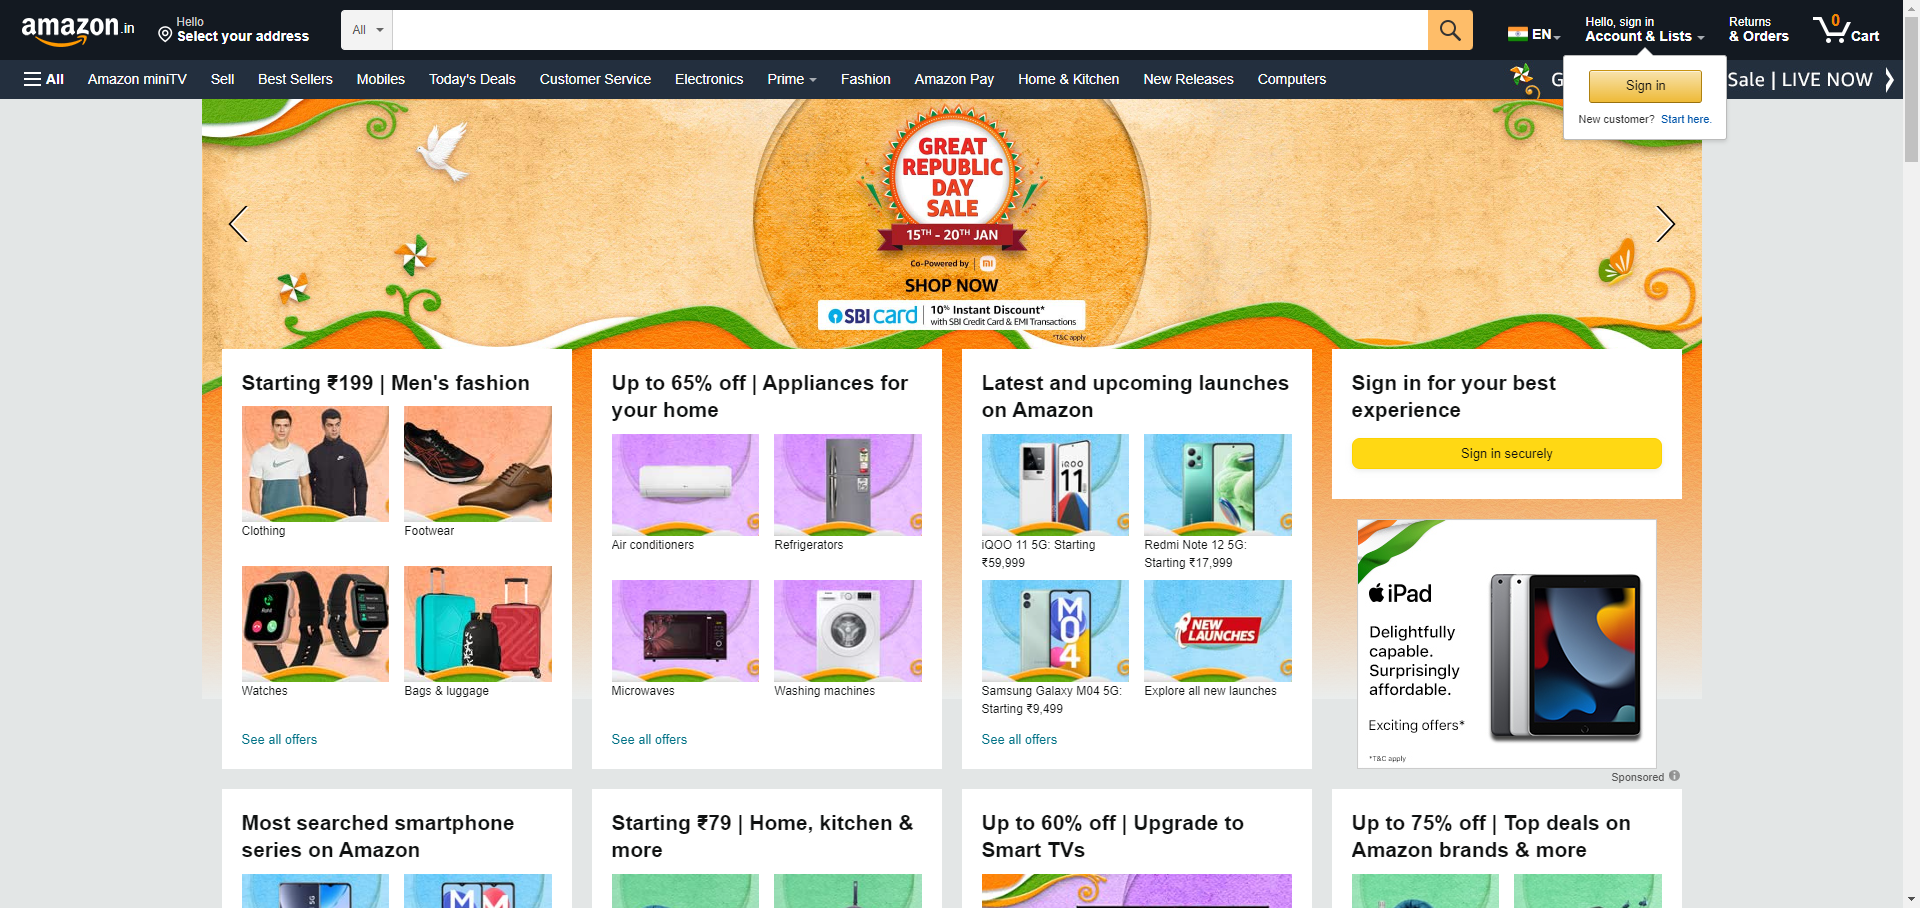 amazon.in
Hello
Select your address
All
EN
Hello, sign in
Account & Lists
Returns
& Orders
0
Cart
All
Amazon miniTV
Sell
Best Sellers
Mobiles
Today's Deals
Customer Service
Electronics
Prime
Fashion
Amazon Pay
Home & Kitchen
New Releases
Computers
G
Sale | LIVE NOW
Sign in
New customer? Start here.
GREAT
REPUBLIC
DAY
SALE
15TH - 20TH JAN
Co-Powered by | mi
SHOP NOW
SBI card
10% Instant Discount*
with SBI Credit Card & EMI Transactions
*T&C apply
Starting ₹199 | Men's fashion
Clothing
Footwear
Watches
Bags & luggage
See all offers
Up to 65% off | Appliances for
your home
Air conditioners
Refrigerators
Microwaves
Washing machines
See all offers
Latest and upcoming launches
on Amazon
iQOO
11
iQOO 11 5G: Starting
₹59,999
Redmi Note 12 5G:
Starting ₹17,999
M04
NEW
LAUNCHES
Samsung Galaxy M04 5G:
Starting ₹9,499
Explore all new launches
See all offers
Sign in for your best
experience
Sign in securely
iPad
Delightfully
capable.
Surprisingly
affordable.
Exciting offers*
*T&C apply
Sponsored
Most searched smartphone
series on Amazon
5G
M
M
Starting ₹79 | Home, kitchen &
more
Up to 60% off | Upgrade to
Smart TVs
Up to 75% off | Top deals on
Amazon brands & more